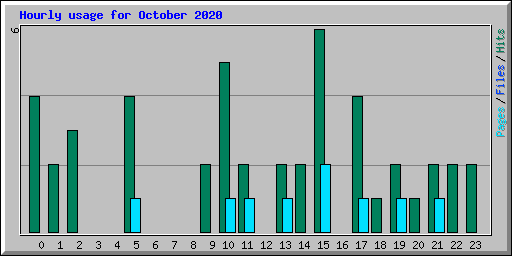 Hourly usage for October 2020
6
Pages/Files/Hits
0 1 2 3 4 5 6 7 8 9 10 11 12 13 14 15 16 17 18 19 20 21 22 23